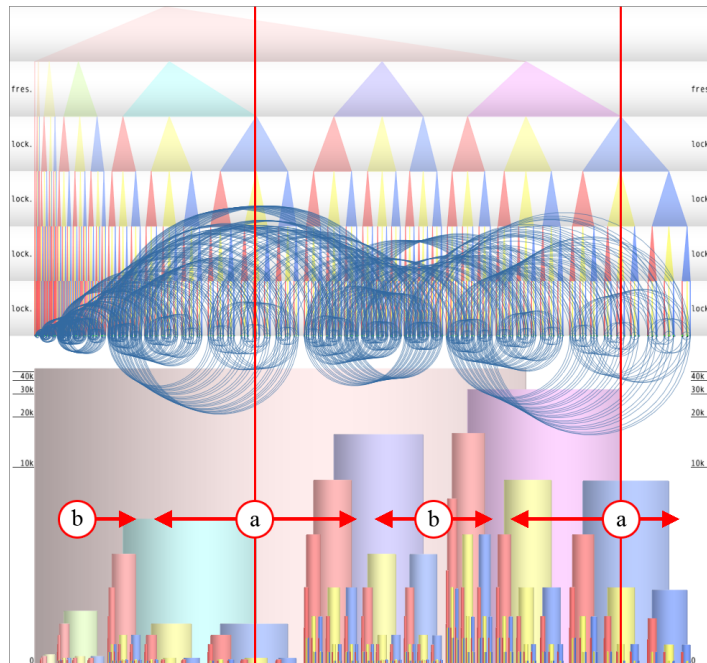 fres. fres.
lock. lock.
lock. lock.
lock. lock.
lock. lock.
40k 40k
30k 30k
20k 20k
10k 10k
b a b a
0 0